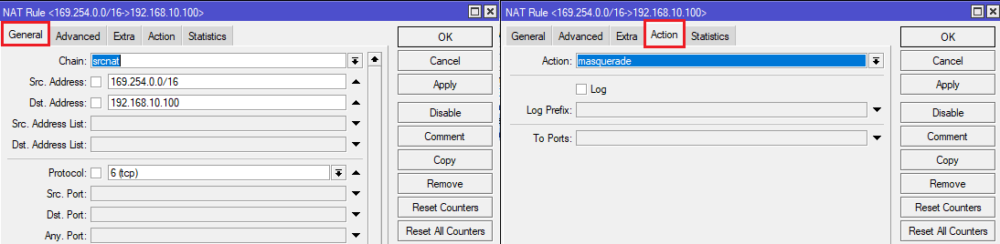 NAT Rule <169.254.0.0/16->192.168.10.100>
General Advanced Extra Action Statistics
Chain: srcnat
Src. Address: 169.254.0.0/16
Dst. Address: 192.168.10.100
Src. Address List:
Dst. Address List:
Protocol: 6 (tcp)
Src. Port:
Dst. Port:
Any. Port:
OK
Cancel
Apply
Disable
Comment
Copy
Remove
Reset Counters
Reset All Counters
NAT Rule <169.254.0.0/16->192.168.10.100>
General Advanced Extra Action Statistics
Action: masquerade
Log
Log Prefix:
To Ports:
OK
Cancel
Apply
Disable
Comment
Copy
Remove
Reset Counters
Reset All Counters